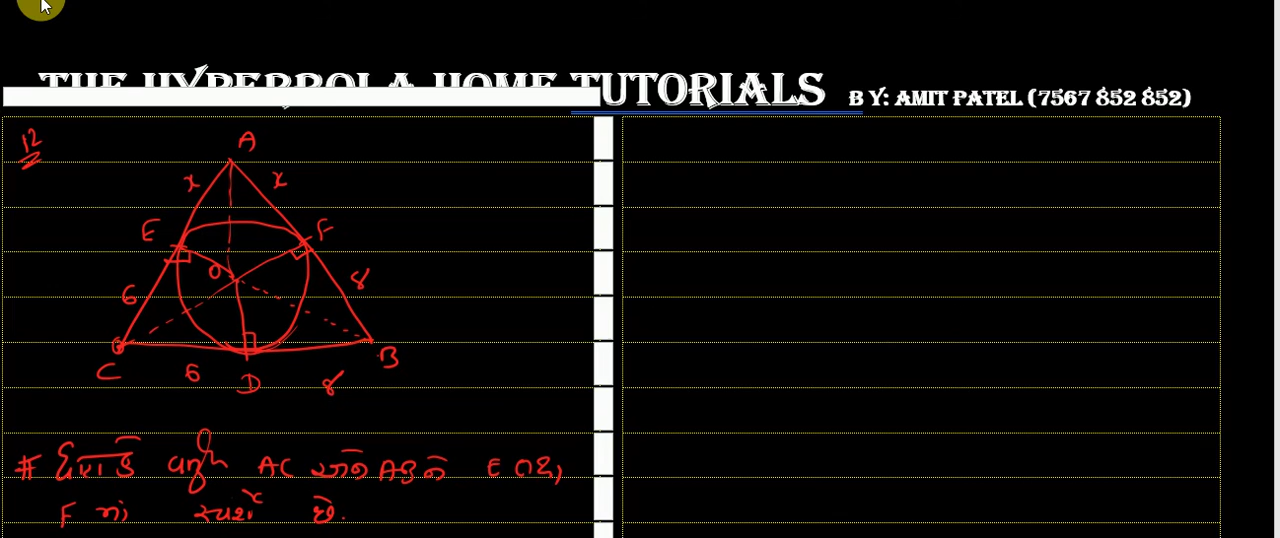 THE HYPERBOLA HOME TUTORIALS BY: AMIT PATEL (7567 852 852)
12
A
x x
E F
O
6 8
C B
6 D 8
# ધારો કે વર્તુળ AC અને AB ને E તથા
F માં સ્પર્શે છે.